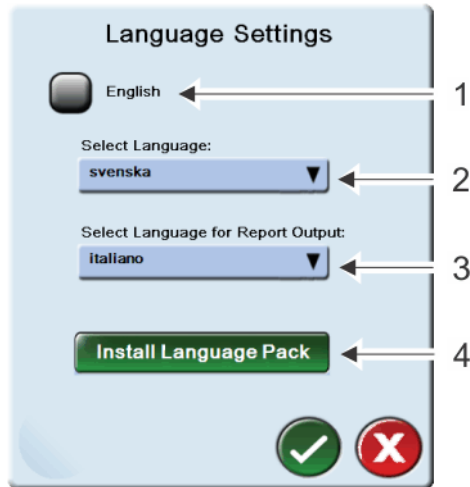 Language Settings
English
1
Select Language:
svenska
2
Select Language for Report Output:
italiano
3
Install Language Pack
4